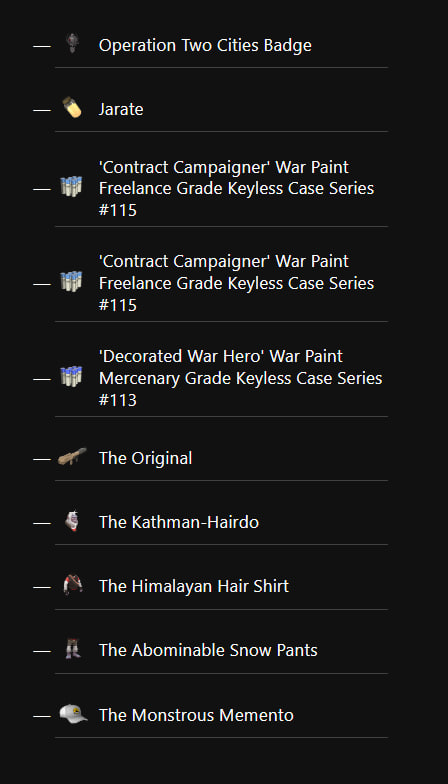 — Operation Two Cities Badge
— Jarate
'Contract Campaigner' War Paint
— Freelance Grade Keyless Case Series
#115
'Contract Campaigner' War Paint
— Freelance Grade Keyless Case Series
#115
'Decorated War Hero' War Paint
— Mercenary Grade Keyless Case Series
#113
— The Original
— The Kathman-Hairdo
— The Himalayan Hair Shirt
— The Abominable Snow Pants
— The Monstrous Memento